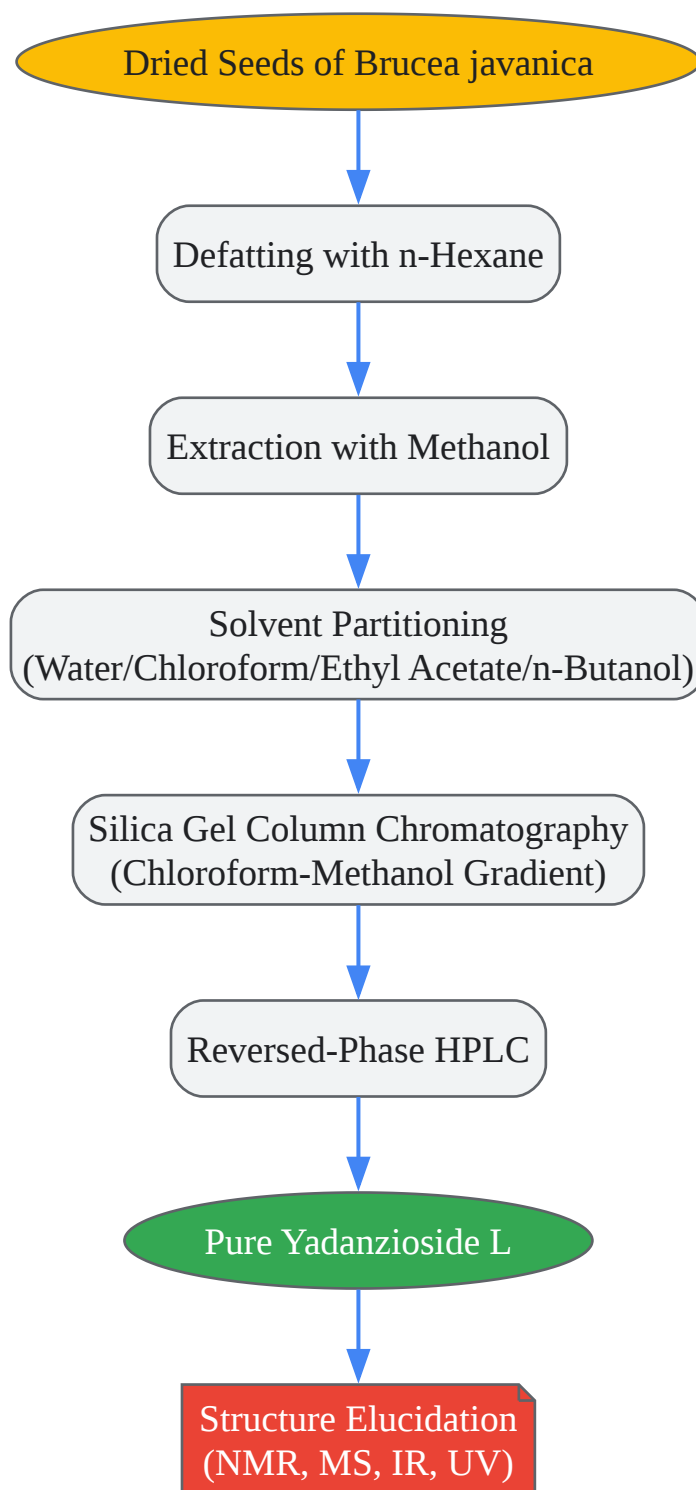 Dried Seeds of Brucea javanica
Defatting with n-Hexane
Extraction with Methanol
Solvent Partitioning
(Water/Chloroform/Ethyl Acetate/n-Butanol)
Silica Gel Column Chromatography
(Chloroform-Methanol Gradient)
Reversed-Phase HPLC
Pure Yadanzioside L
Structure Elucidation
(NMR, MS, IR, UV)